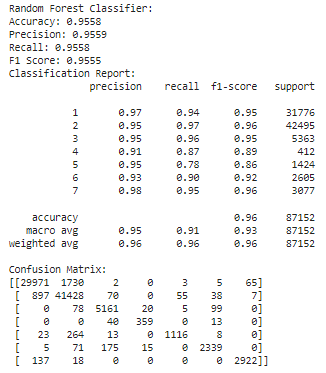 Random Forest Classifier:
Accuracy: 0.9558
Precision: 0.9559
Recall: 0.9558
F1 Score: 0.9555
Classification Report:
              precision    recall  f1-score   support

           1       0.97      0.94      0.95     31776
           2       0.95      0.97      0.96     42495
           3       0.95      0.96      0.95      5363
           4       0.91      0.87      0.89       412
           5       0.95      0.78      0.86      1424
           6       0.93      0.90      0.92      2605
           7       0.98      0.95      0.96      3077

    accuracy                           0.96     87152
   macro avg       0.95      0.91      0.93     87152
weighted avg       0.96      0.96      0.96     87152

Confusion Matrix:
[[29971  1730     2     0     3     5    65]
 [  897 41428    70     0    55    38     7]
 [    0    78  5161    20     5    99     0]
 [    0     0    40   359     0    13     0]
 [   23   264    13     0  1116     8     0]
 [    5    71   175    15     0  2339     0]
 [  137    18     0     0     0     0  2922]]